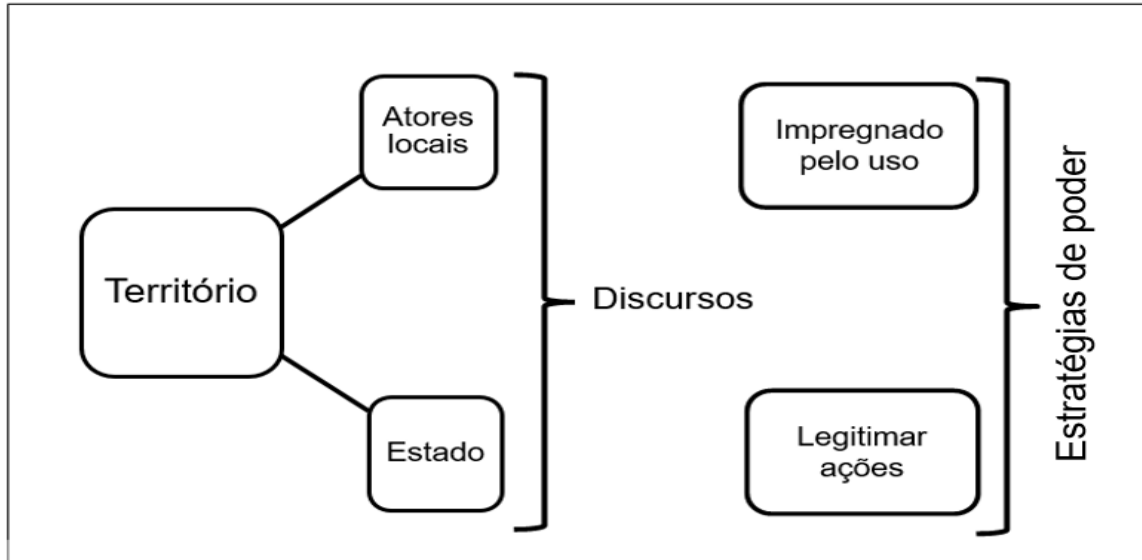 Atores
locais
Território
Estado
Discursos
Impregnado
pelo uso
Legitimar
ações
Estratégias de poder